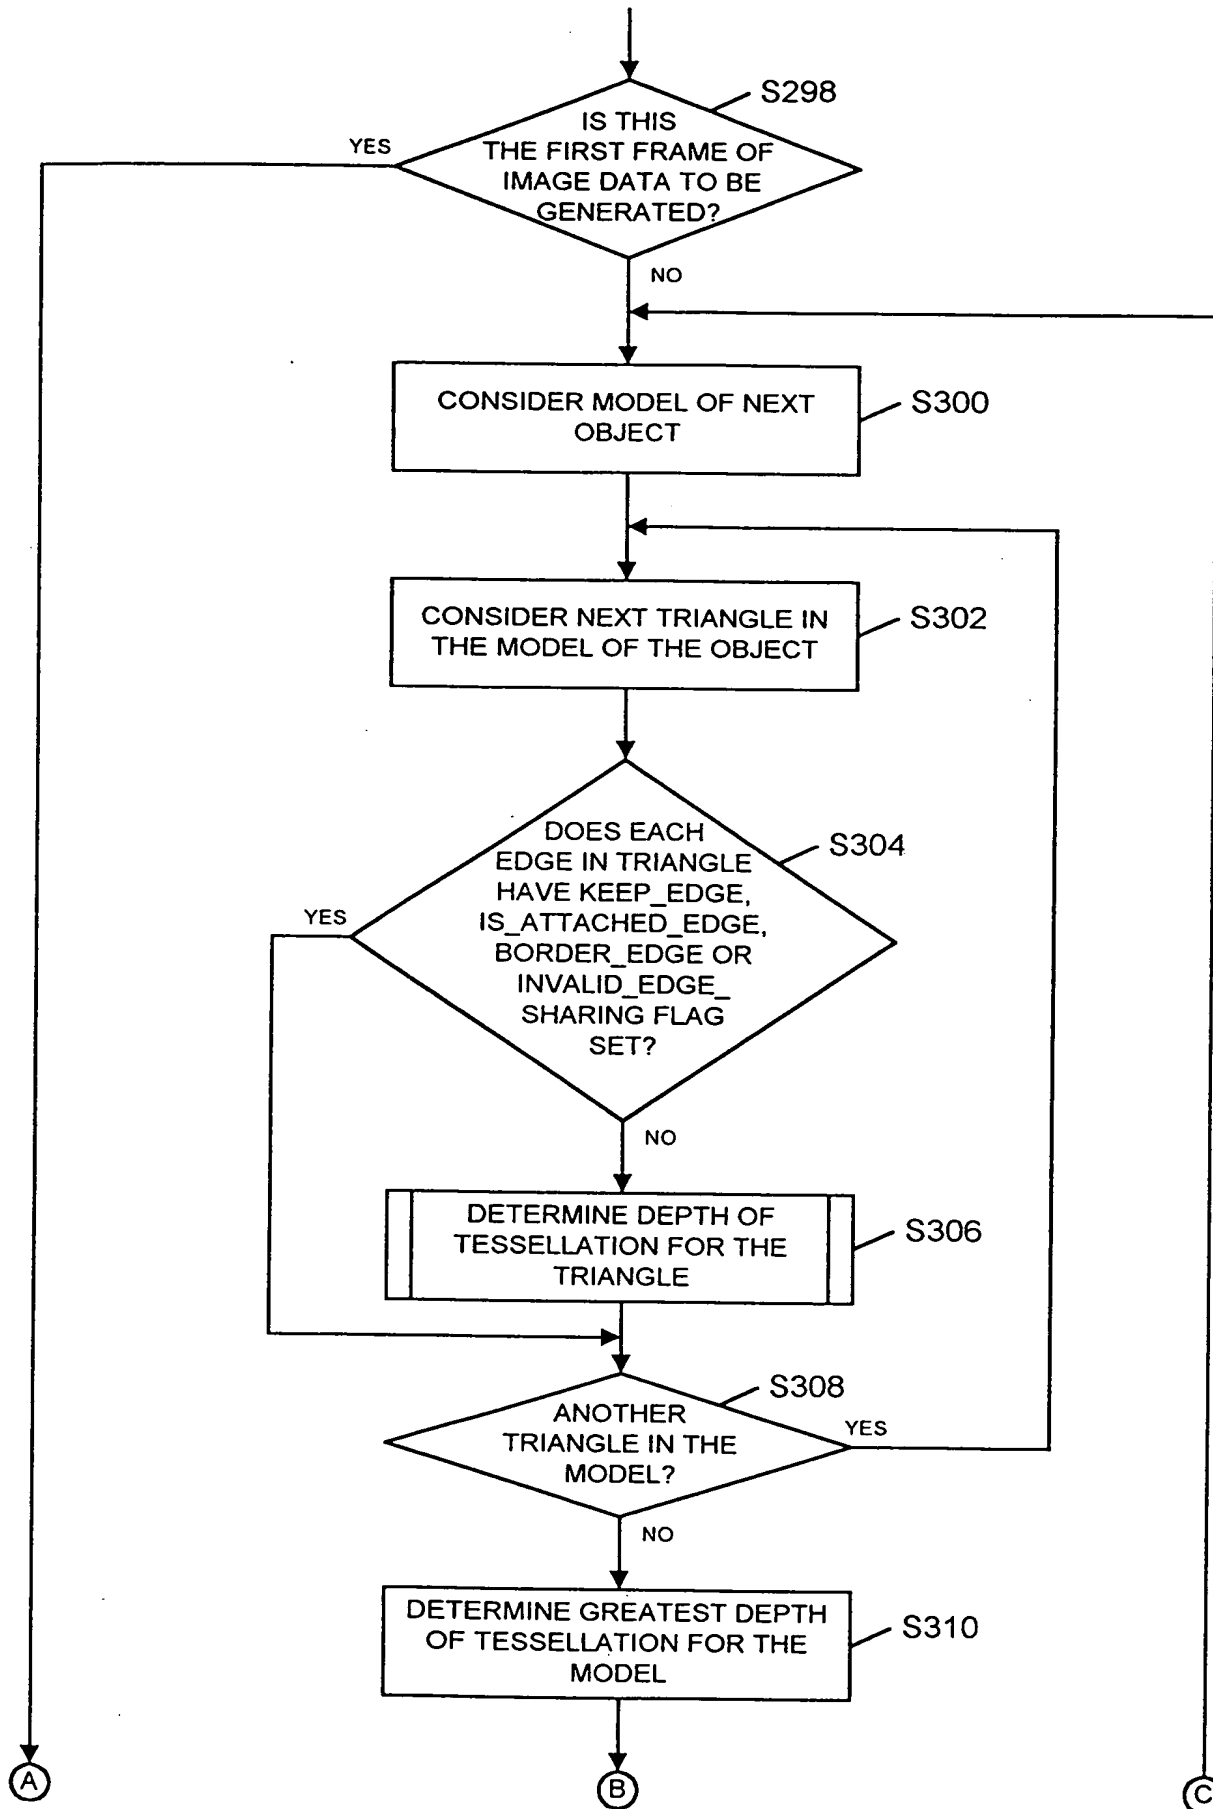 S298
IS THIS
THE FIRST FRAME OF
IMAGE DATA TO BE
GENERATED?
YES
NO
CONSIDER MODEL OF NEXT
OBJECT
S300
CONSIDER NEXT TRIANGLE IN
THE MODEL OF THE OBJECT
S302
DOES EACH
EDGE IN TRIANGLE
HAVE KEEP_EDGE,
IS_ATTACHED_EDGE,
BORDER_EDGE OR
INVALID_EDGE_
SHARING FLAG
SET?
S304
YES
NO
DETERMINE DEPTH OF
TESSELLATION FOR THE
TRIANGLE
S306
S308
ANOTHER
TRIANGLE IN THE
MODEL?
YES
NO
DETERMINE GREATEST DEPTH
OF TESSELLATION FOR THE
MODEL
S310
A
B
C